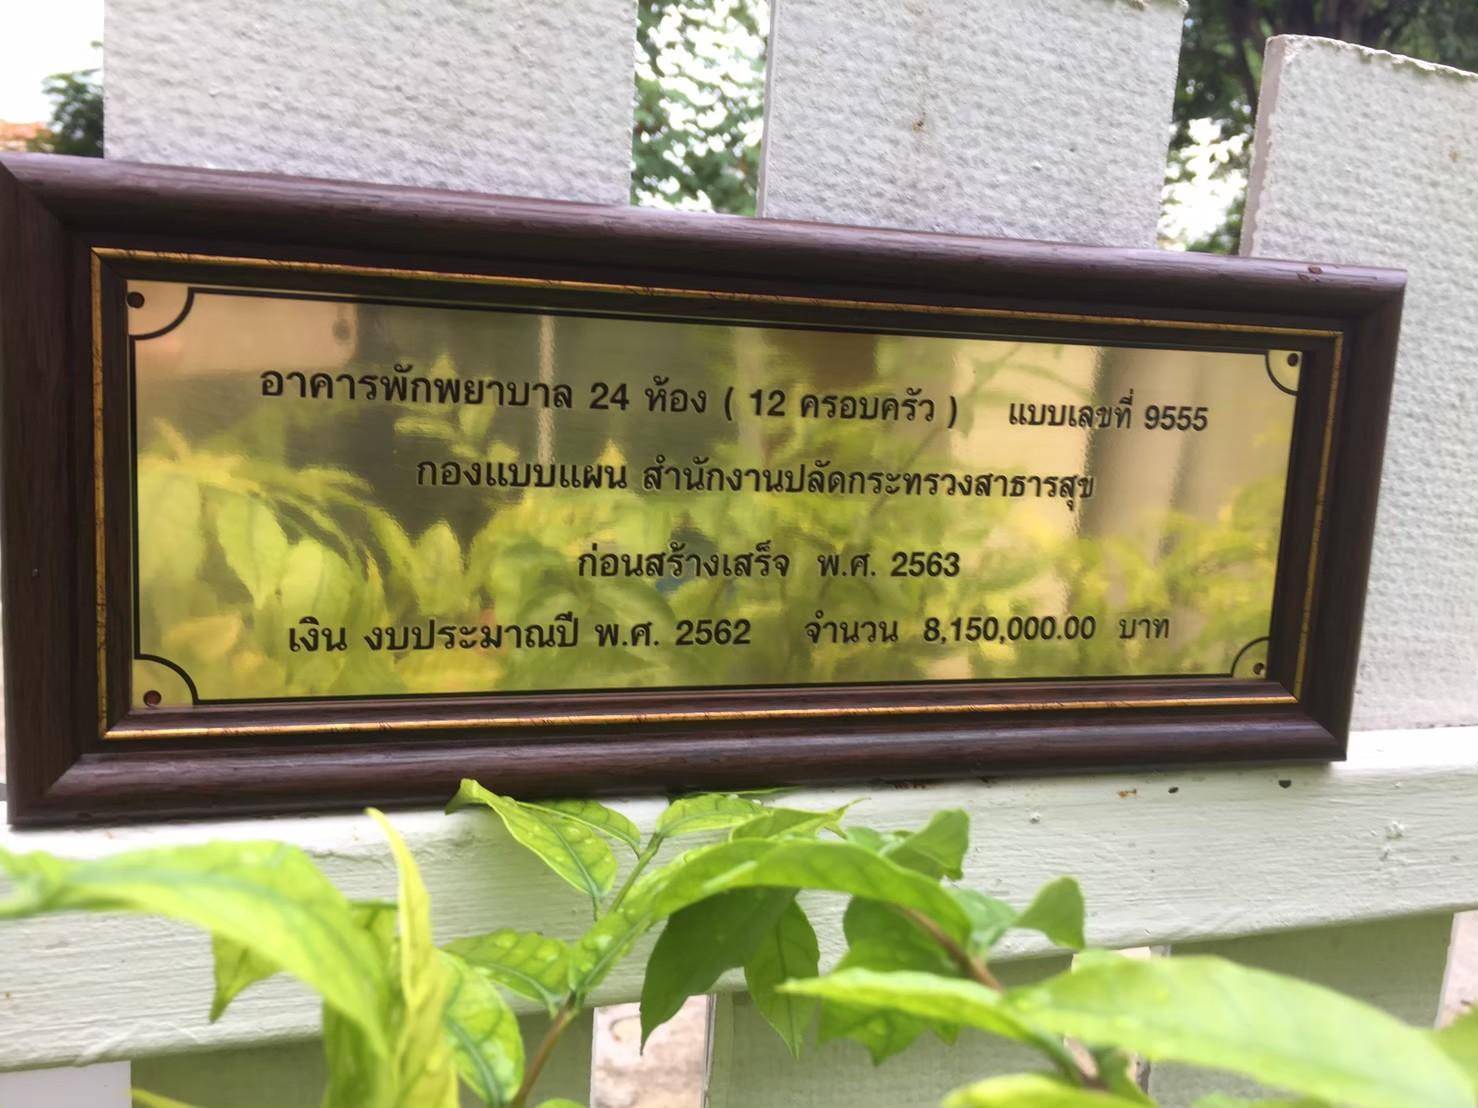 อาคารพักพยาบาล 24 ห้อง ( 12 ครอบครัว ) แบบเลขที่ 9555
กองแบบแผน สำนักงานปลัดกระทรวงสาธารสุข
ก่อนสร้างเสร็จ พ.ศ. 2563
เงิน งบประมาณปี พ.ศ. 2562 จำนวน 8,150,000.00 บาท